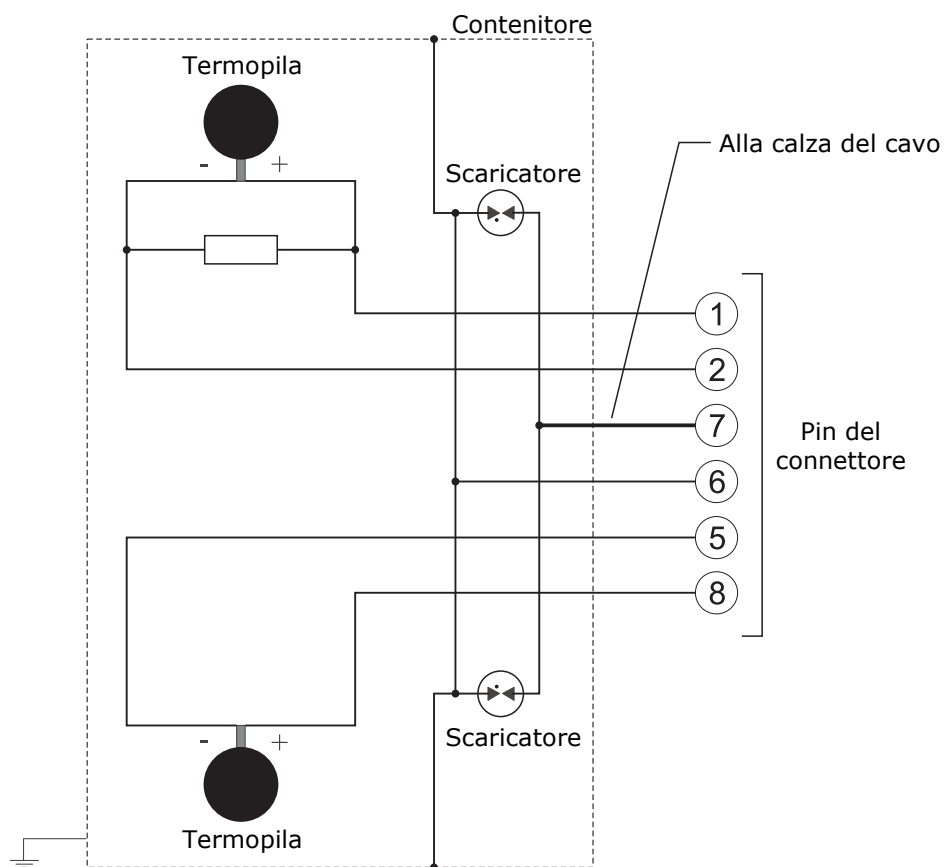 Contenitore
Termopila
- +
Scaricatore
Alla calza del cavo
1
2
7
6
5
8
Pin del
connettore
Scaricatore
- +
Termopila